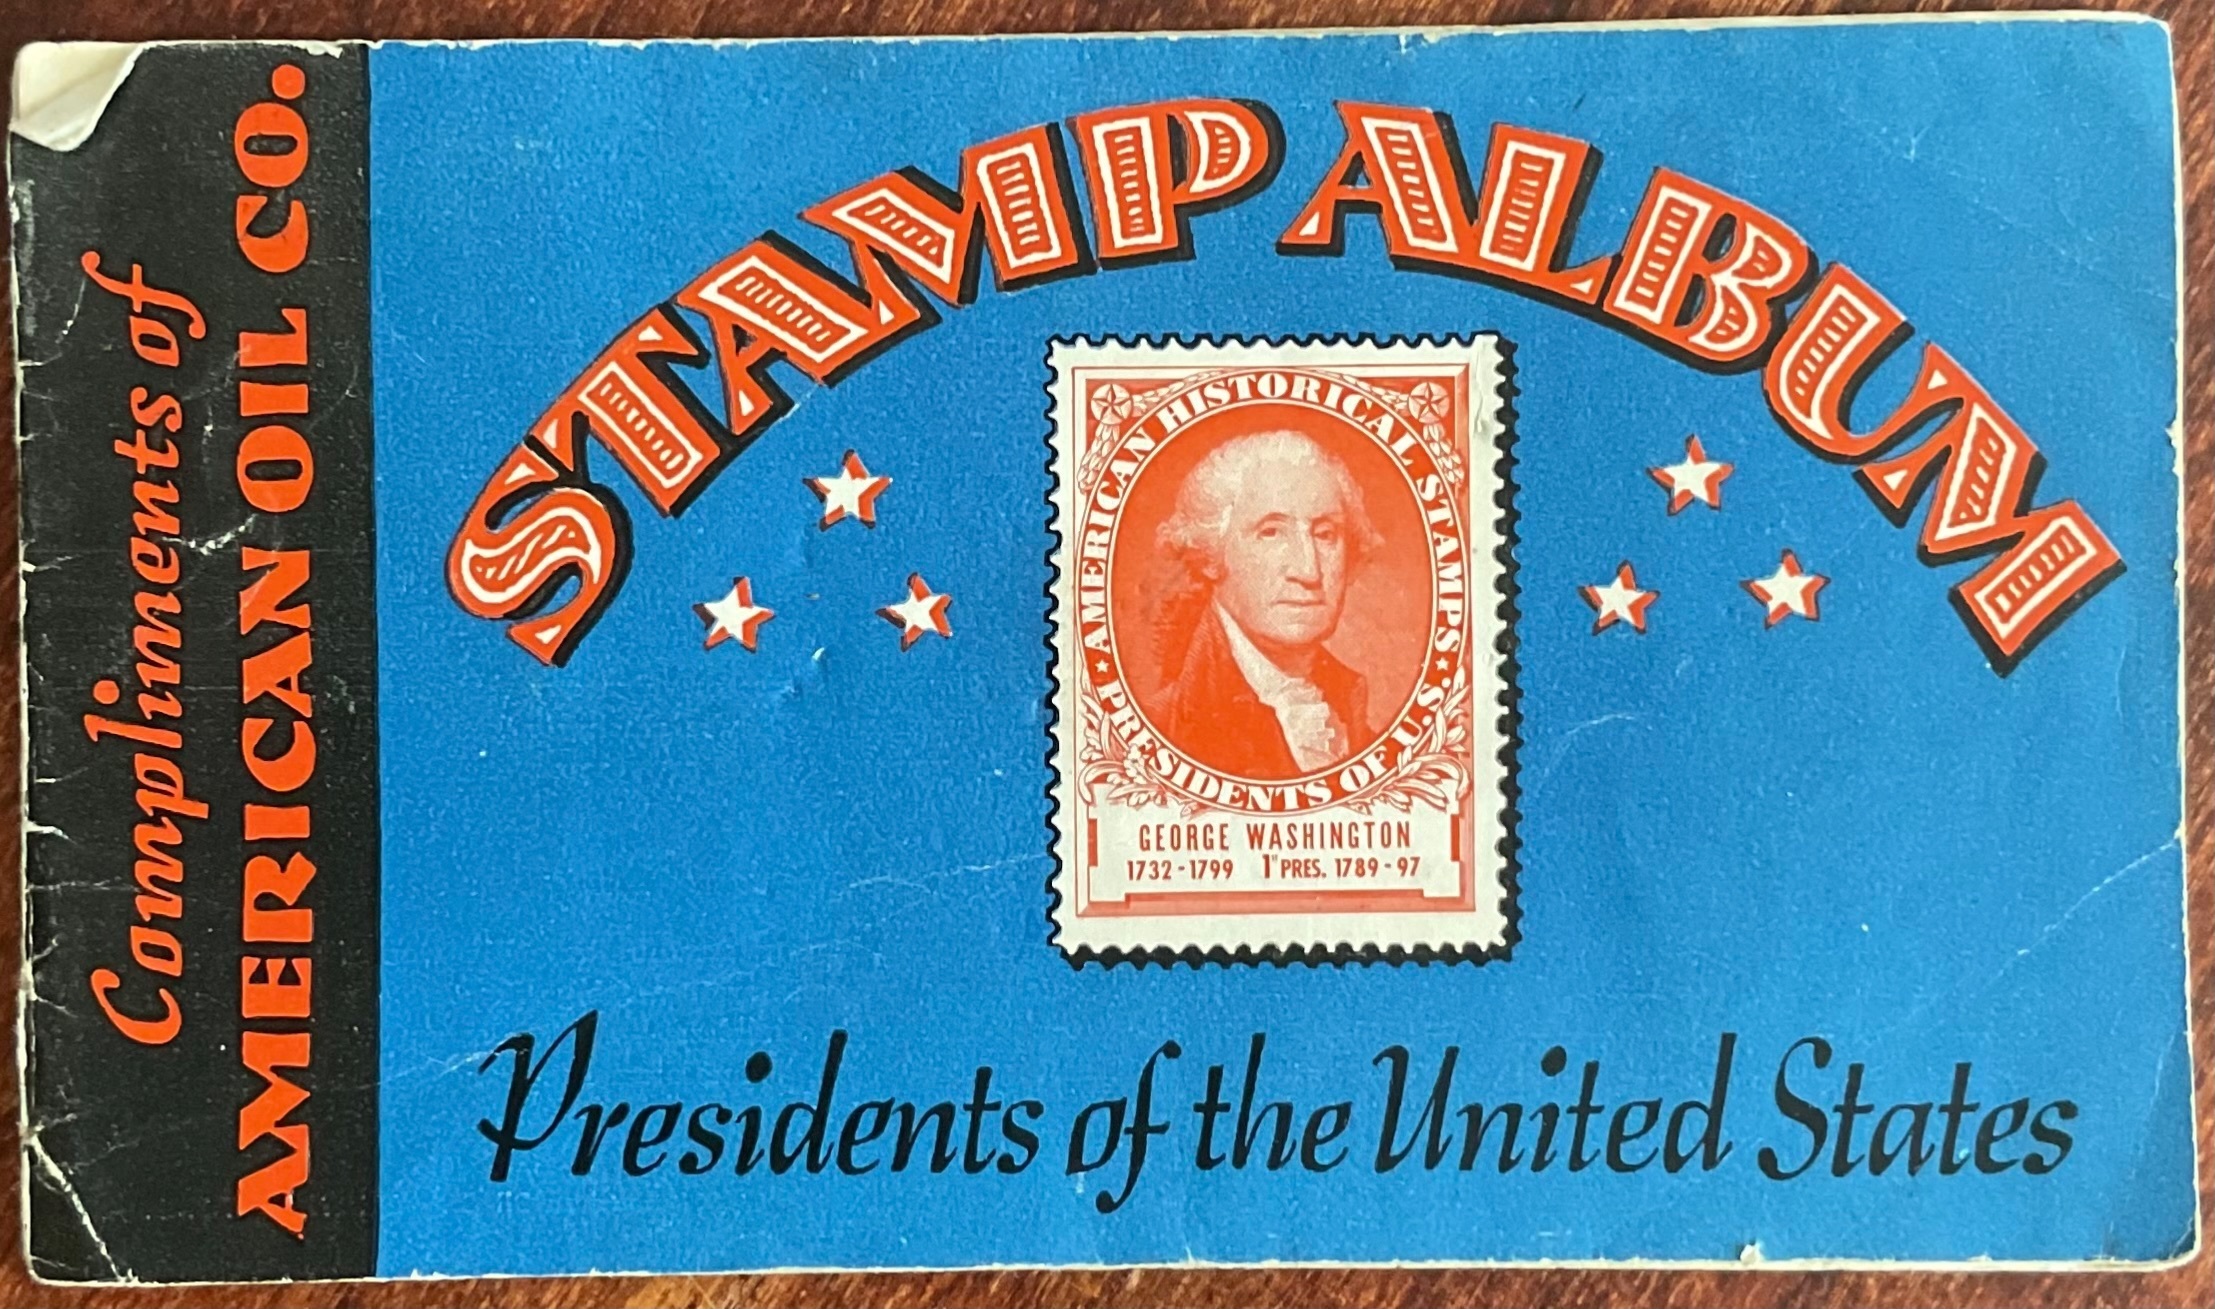 Compliments of
AMERICAN OIL CO.
STAMP ALBUM
AMERICAN HISTORICAL STAMPS
PRESIDENTS OF U.S.
GEORGE WASHINGTON
1732-1799 1st PRES. 1789-97
Presidents of the United States